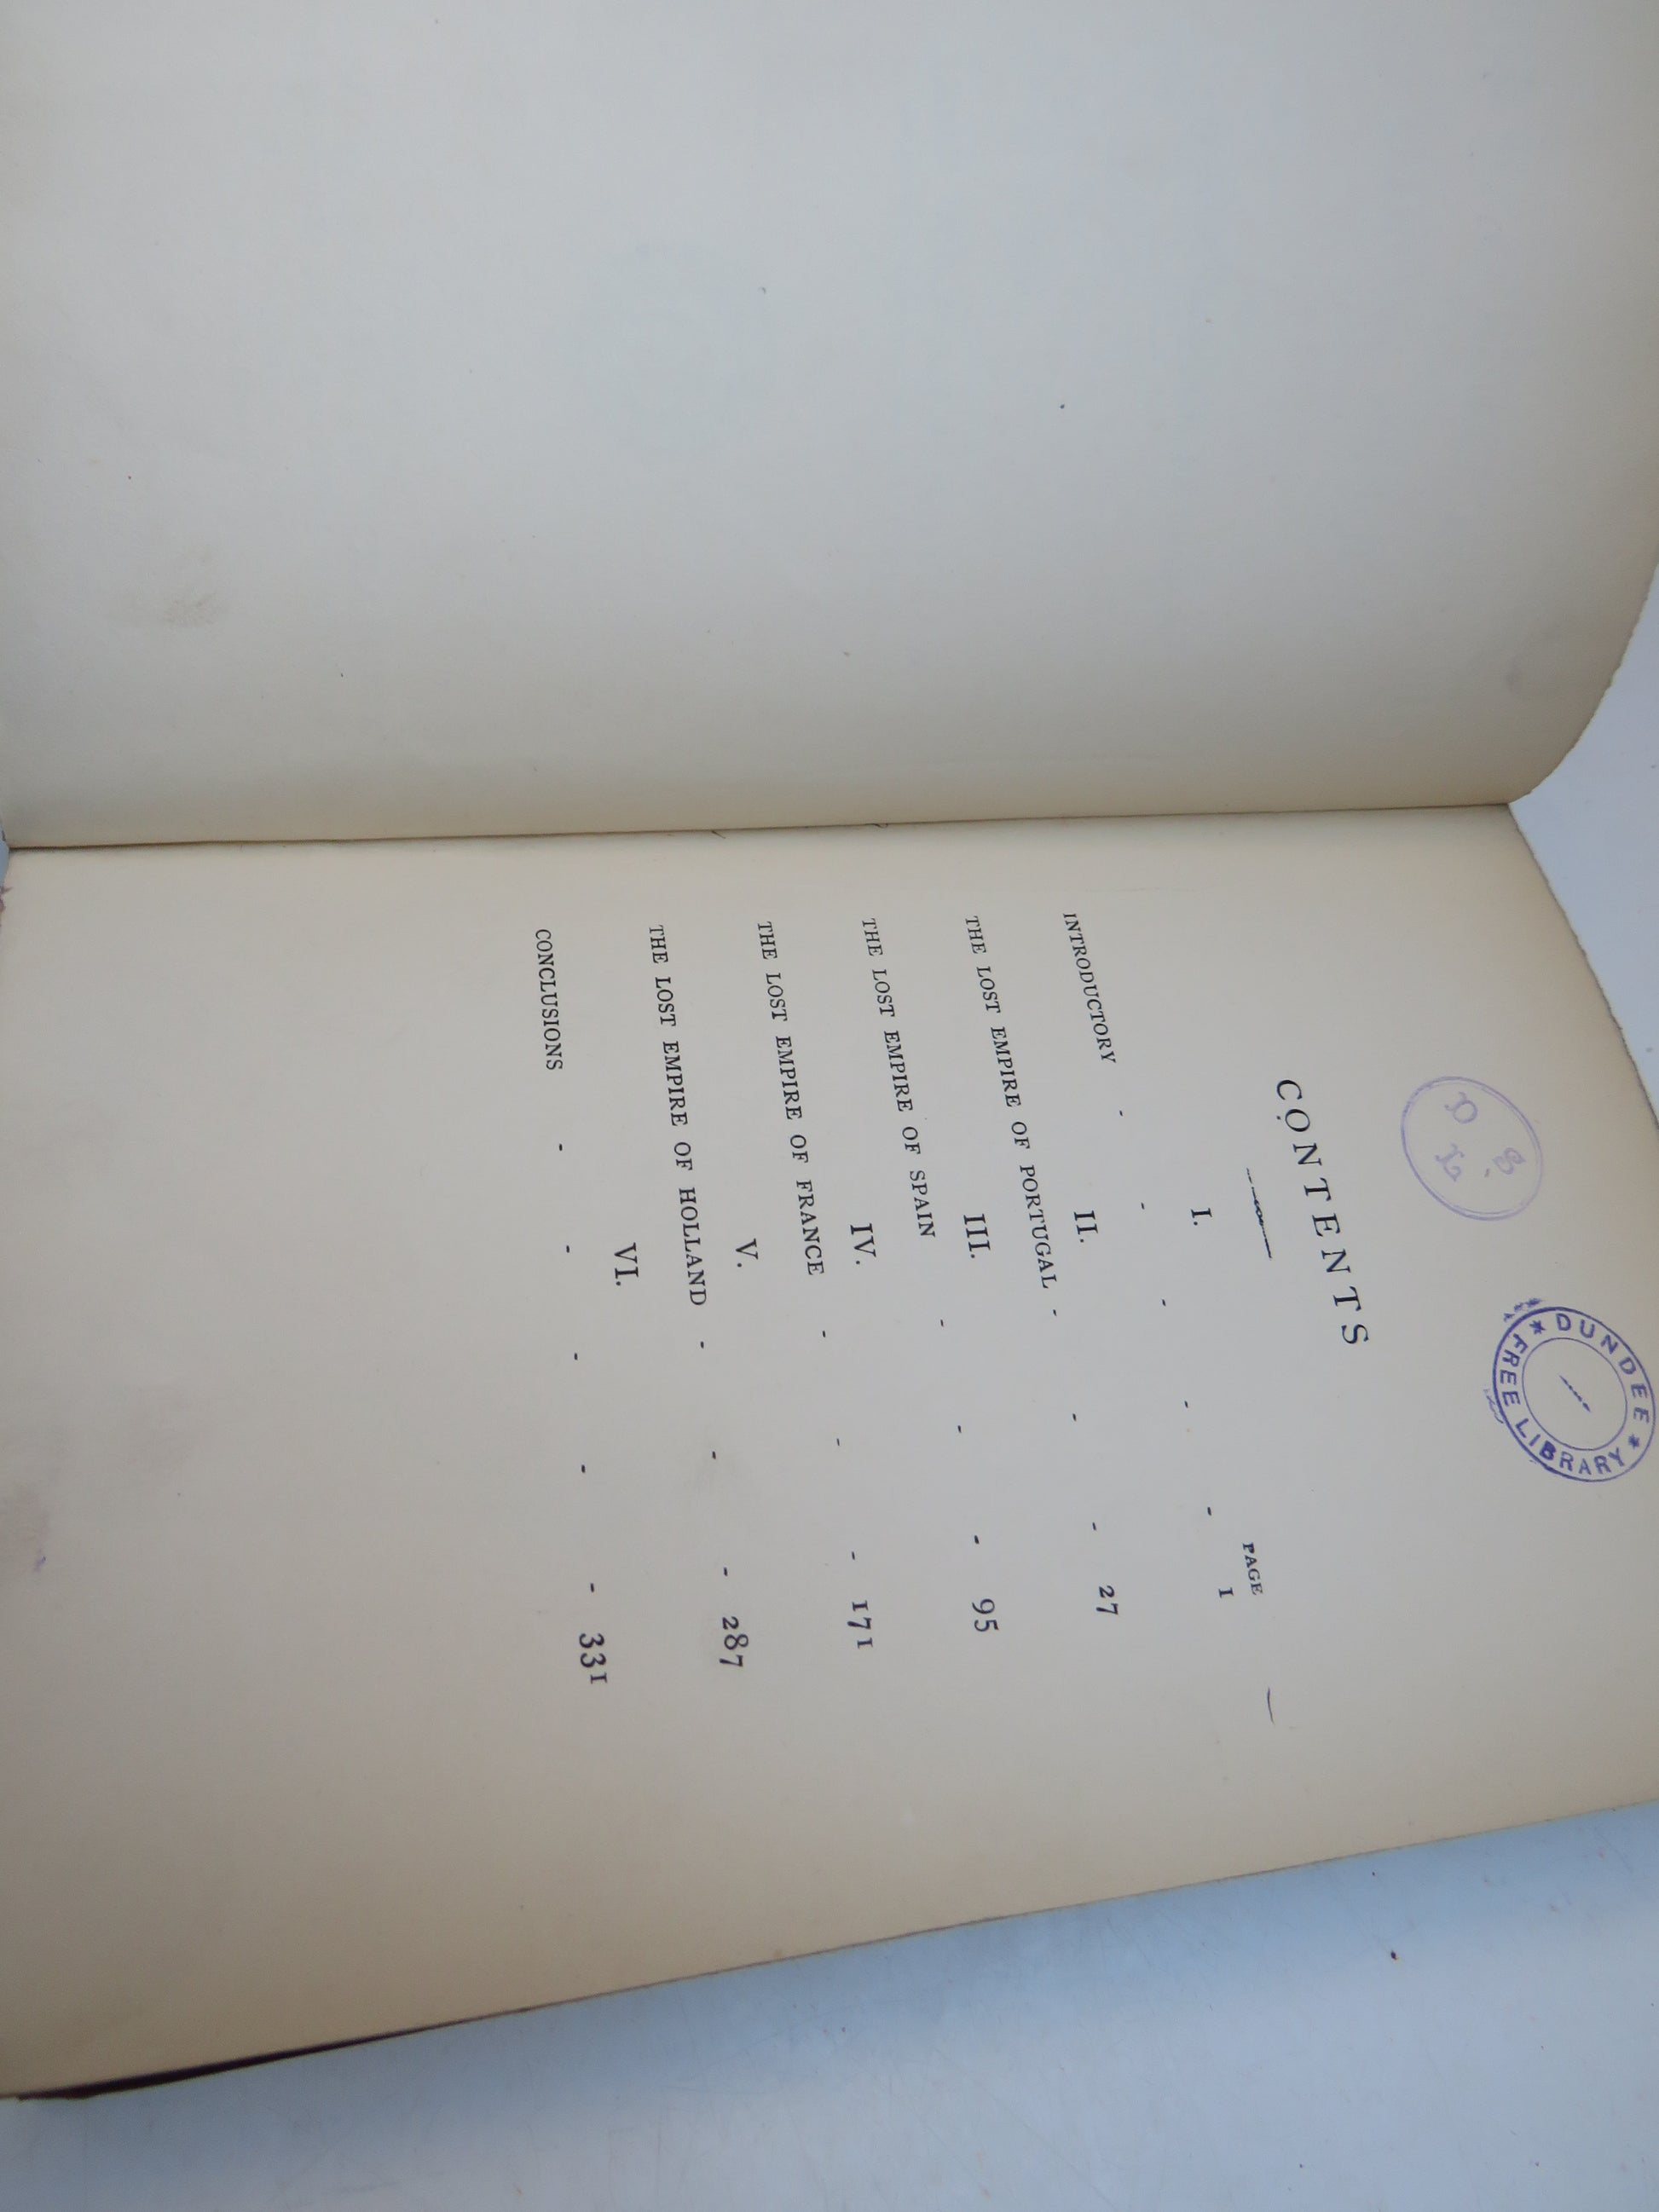 DUNDEE
FREE LIBRARY
CONTENTS
PAGE
I.
INTRODUCTORY - - - - - 1
II.
THE LOST EMPIRE OF PORTUGAL - - - 27
III.
THE LOST EMPIRE OF SPAIN - - - 95
IV.
THE LOST EMPIRE OF FRANCE - - - 171
V.
THE LOST EMPIRE OF HOLLAND - - - 287
VI.
CONCLUSIONS - - - - - 331